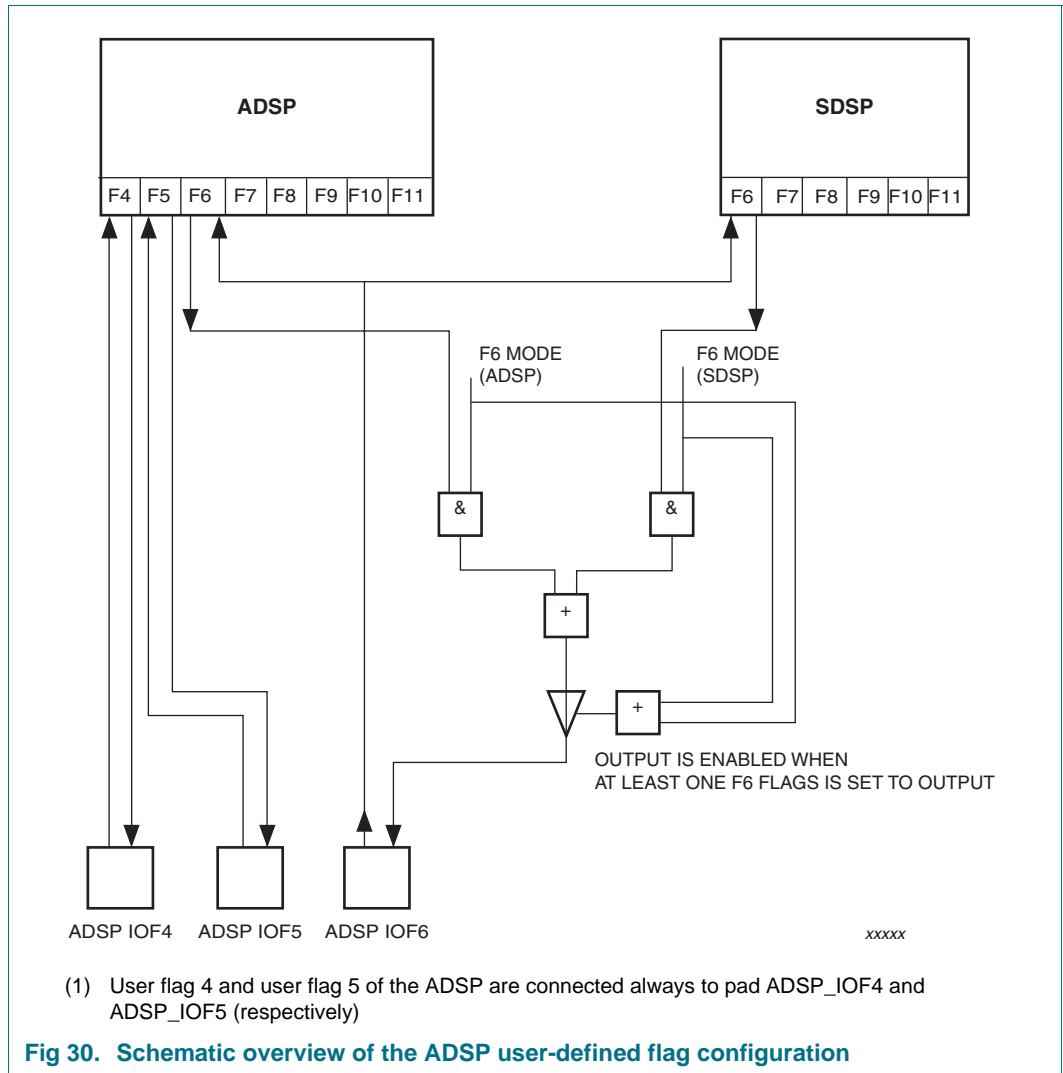 ADSP
SDSP
F4 F5 F6 F7 F8 F9 F10 F11
F6 F7 F8 F9 F10 F11
F6 MODE
(ADSP)
F6 MODE
(SDSP)
&
&
+
+
OUTPUT IS ENABLED WHEN
AT LEAST ONE F6 FLAGS IS SET TO OUTPUT
ADSP IOF4
ADSP IOF5
ADSP IOF6
xxxxx
(1) User flag 4 and user flag 5 of the ADSP are connected always to pad ADSP_IOF4 and
ADSP_IOF5 (respectively)
Fig 30. Schematic overview of the ADSP user-defined flag configuration